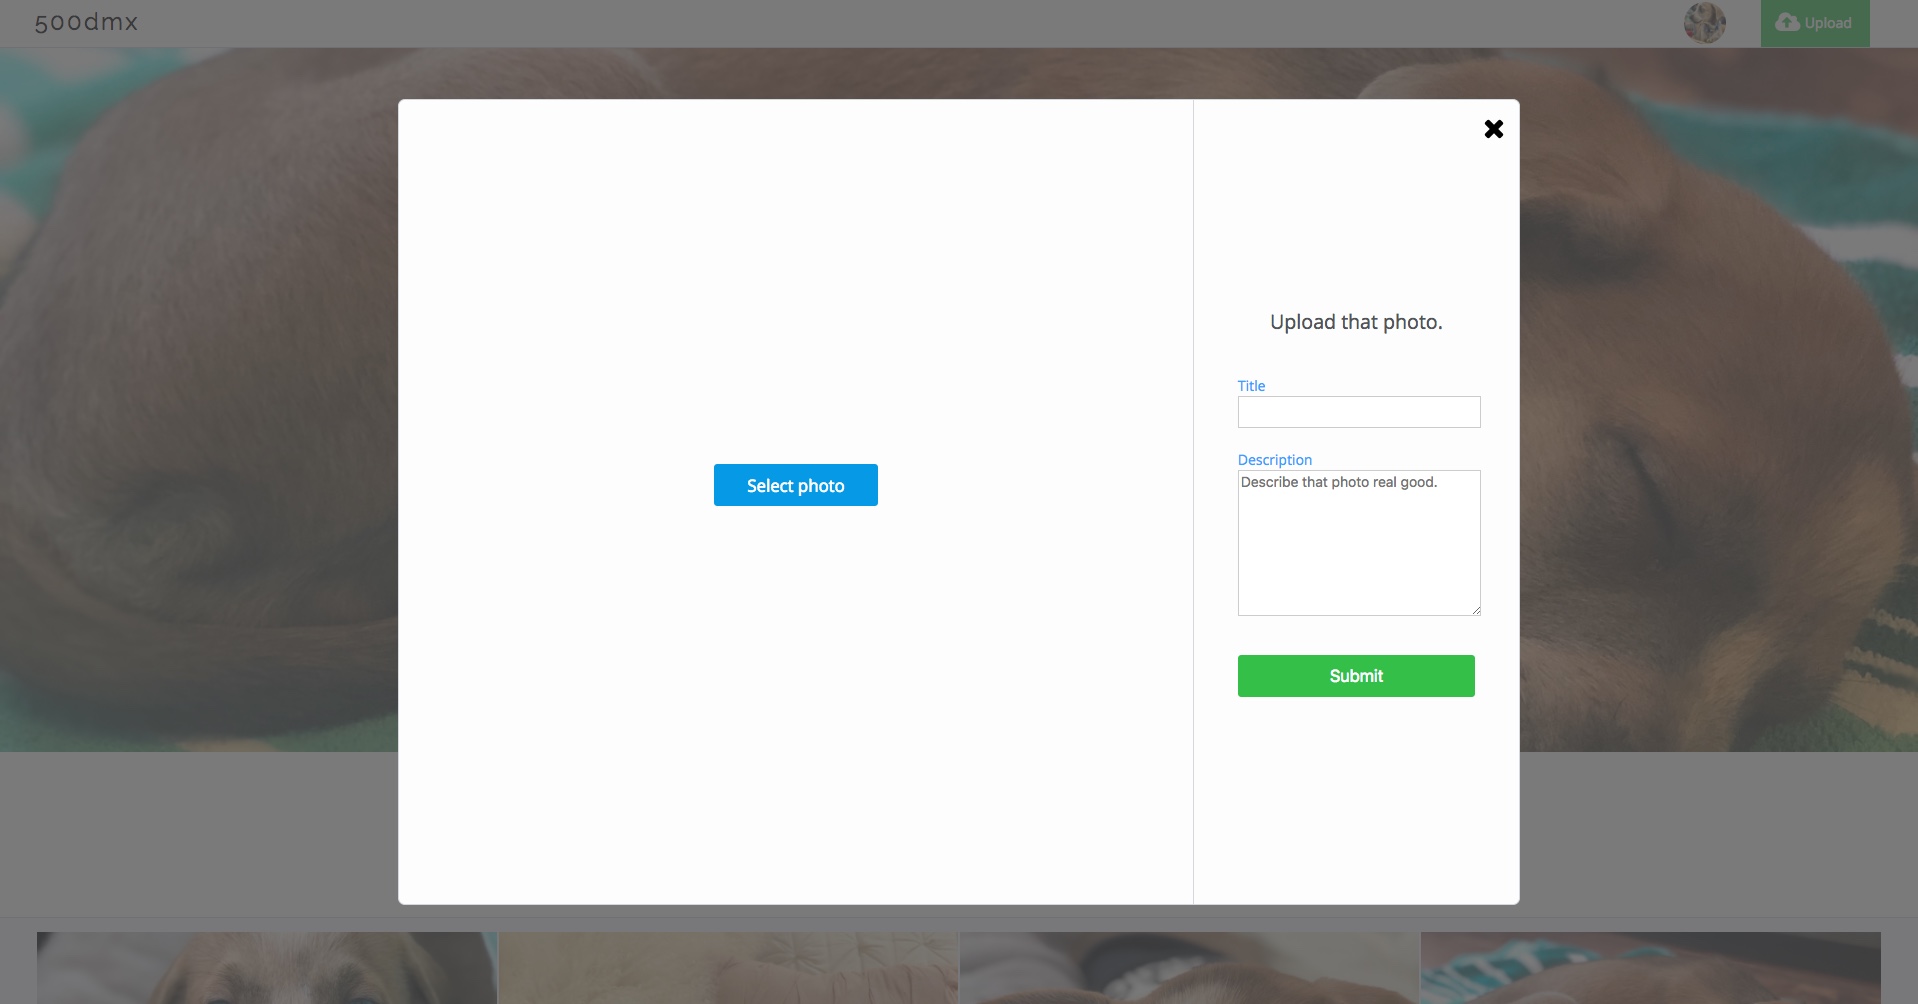 500dmx
Upload
Upload that photo.
Title
Description
Describe that photo real good.
Select photo
Submit